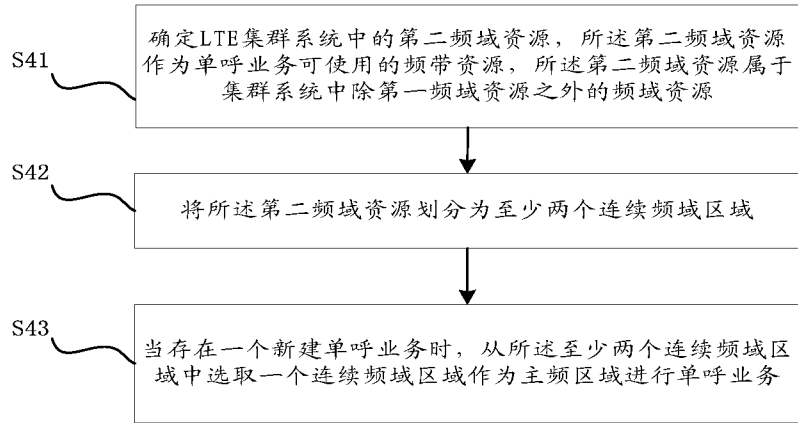 S41
确定LTE集群系统中的第二频域资源，所述第二频域资源
作为单呼业务可使用的频带资源，所述第二频域资源属于
集群系统中除第一频域资源之外的频域资源
S42
将所述第二频域资源划分为至少两个连续频域区域
S43
当存在一个新建单呼业务时，从所述至少两个连续频域区
域中选取一个连续频域区域作为主频区域进行单呼业务